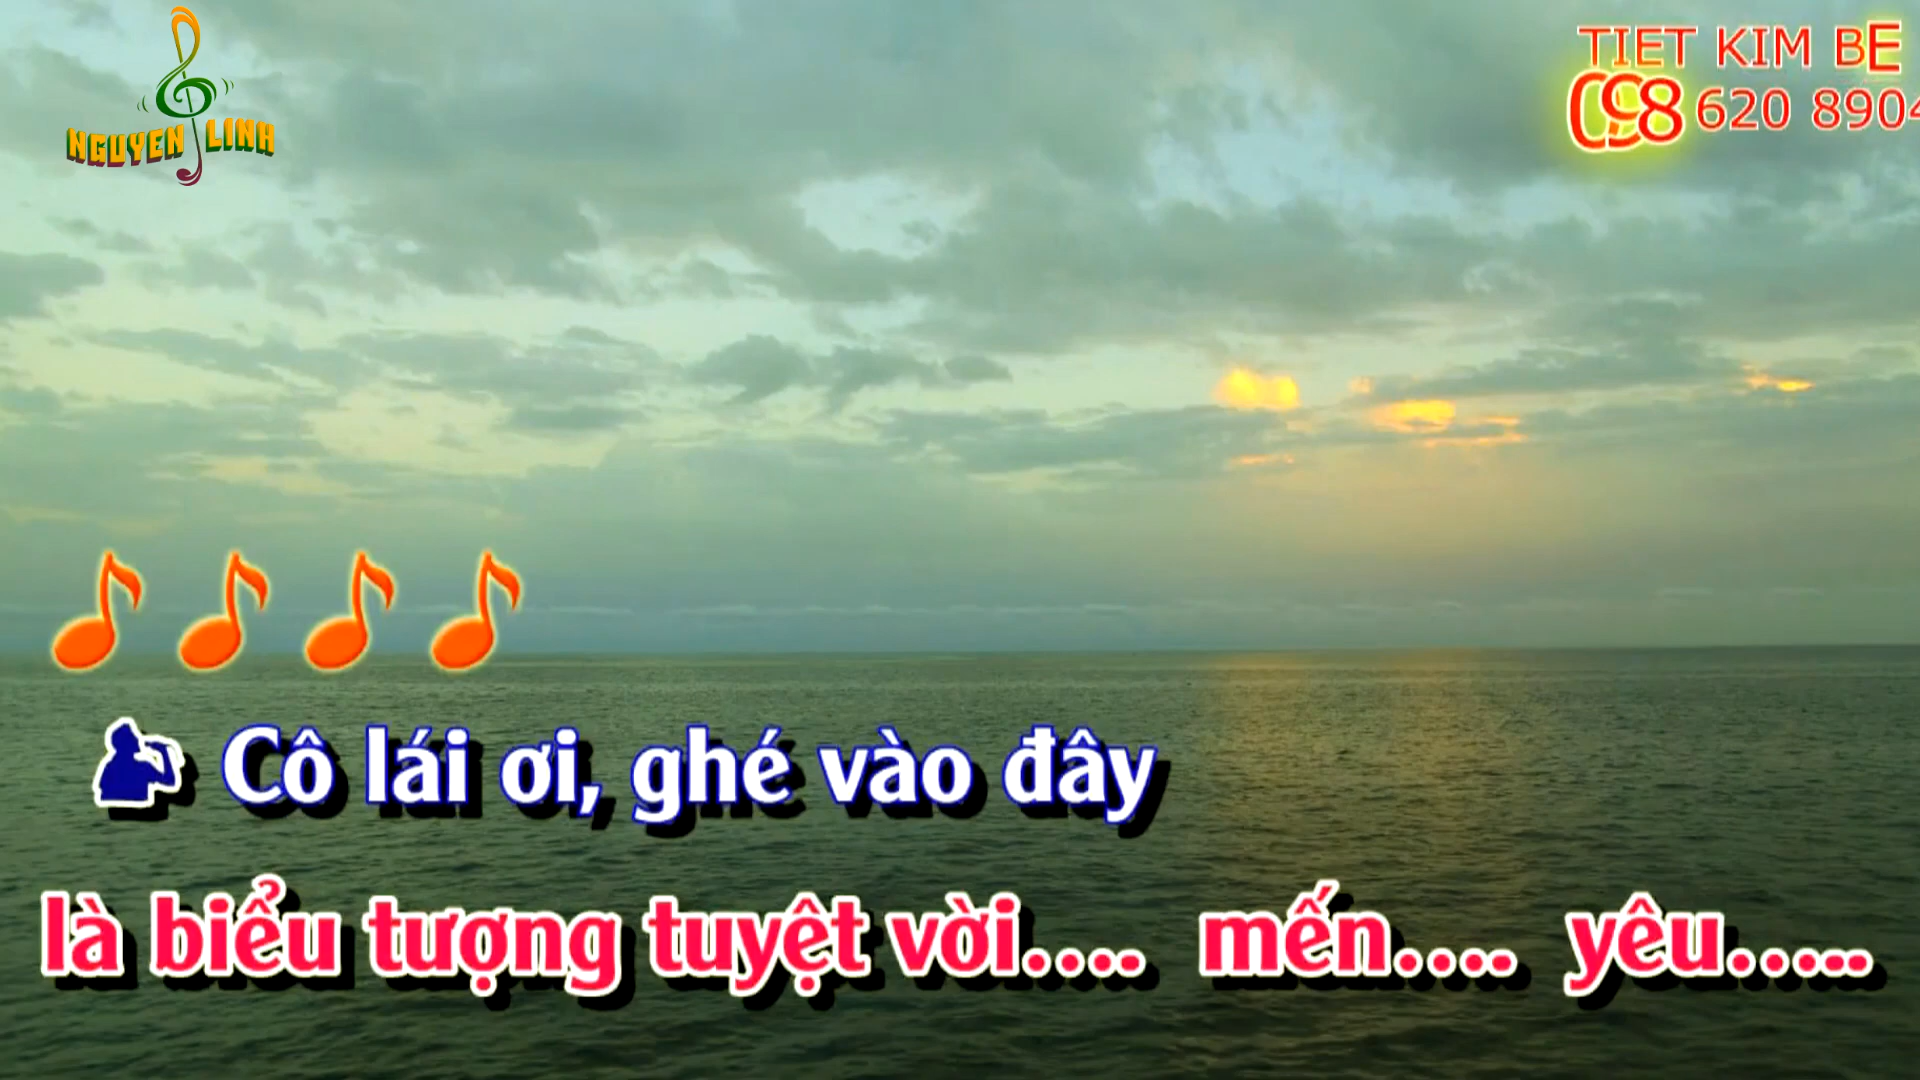 NGUYEN LINH
TIET KIM BE
098 620 8904
Cô lái ơi, ghé vào đây
là biểu tượng tuyệt vời.... mến.... yêu.....